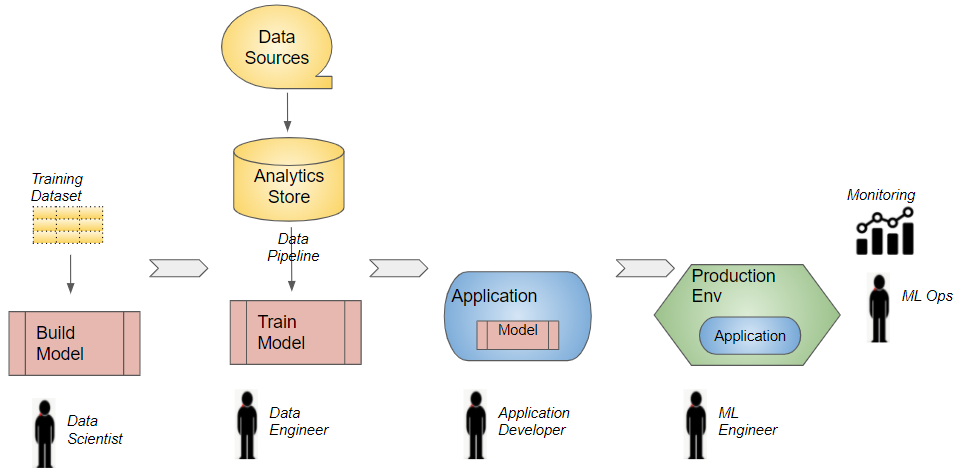 Data
Sources
Analytics
Store
Training
Dataset
Data
Pipeline
Monitoring
Build
Model
Train
Model
Application
Model
Production
Env
Application
ML Ops
Data
Scientist
Data
Engineer
Application
Developer
ML
Engineer